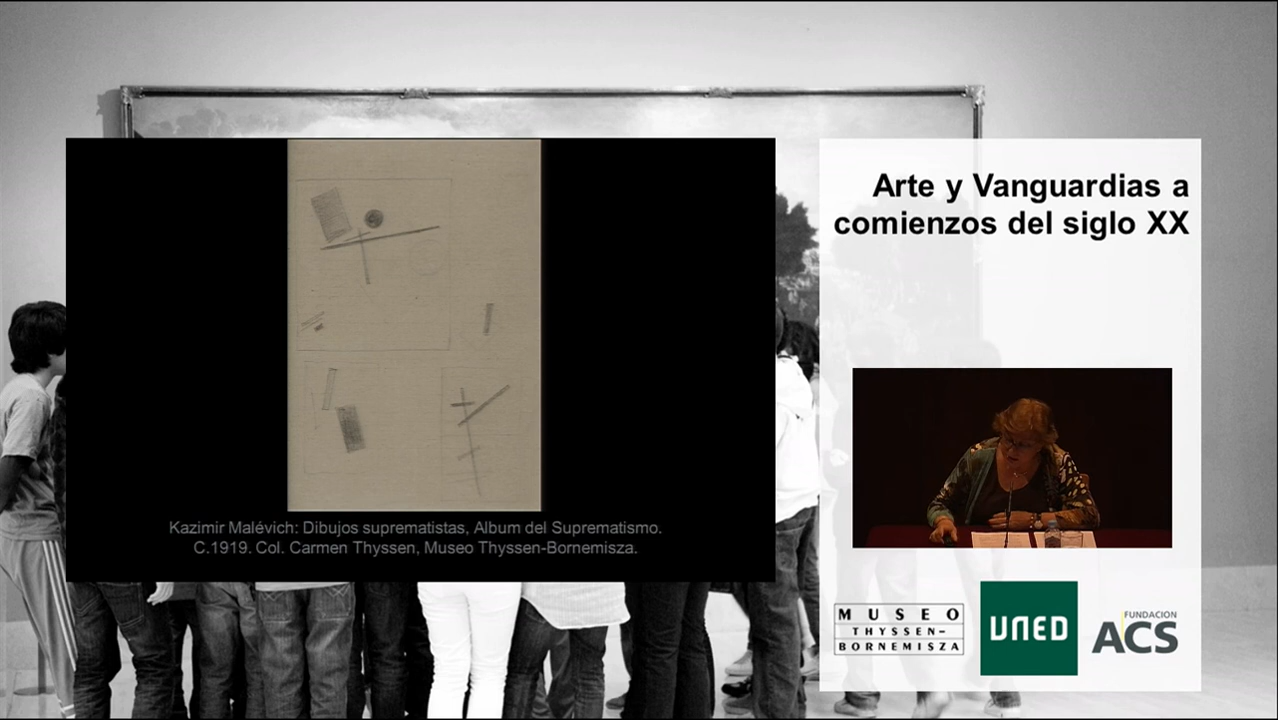 Arte y Vanguardias a
comienzos del siglo XX
Kazimir Malévich: Dibujos suprematistas, Album del Suprematismo.
C.1919. Col. Carmen Thyssen, Museo Thyssen-Bornemisza.
MUSEO
THYSSEN-
BORNEMISZA
UNED
FUNDACION
ACS